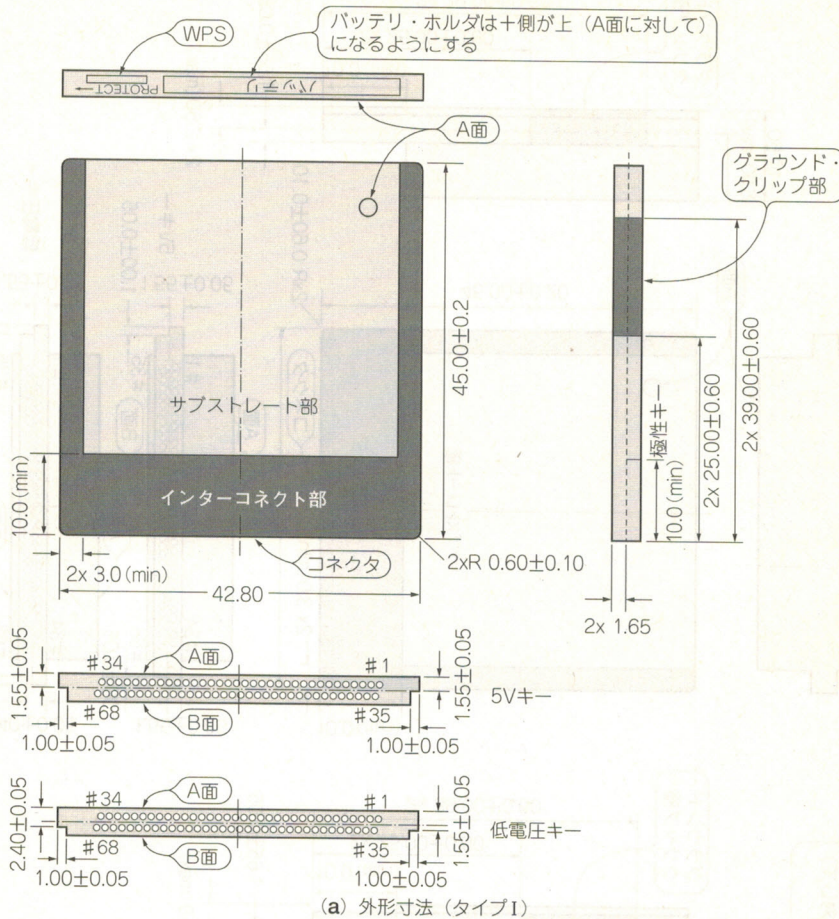 WPS
バッテリ・ホルダは＋側が上（A面に対して）
になるようにする
←PROTECT
バッテリ
A面
グラウンド・
クリップ部
45.00±0.2
サブストレート部
インターコネクト部
10.0(min)
2x 3.0(min)
コネクタ
2xR 0.60±0.10
42.80
極性キー
10.0(min)
2x 25.00±0.60
2x 39.00±0.60
2x 1.65
#34
A面
#1
1.55±0.05
1.55±0.05
5Vキー
#68
B面
#35
1.00±0.05
1.00±0.05
#34
A面
#1
2.40±0.05
1.55±0.05
低電圧キー
#68
B面
#35
1.00±0.05
1.00±0.05
(a) 外形寸法（タイプI）